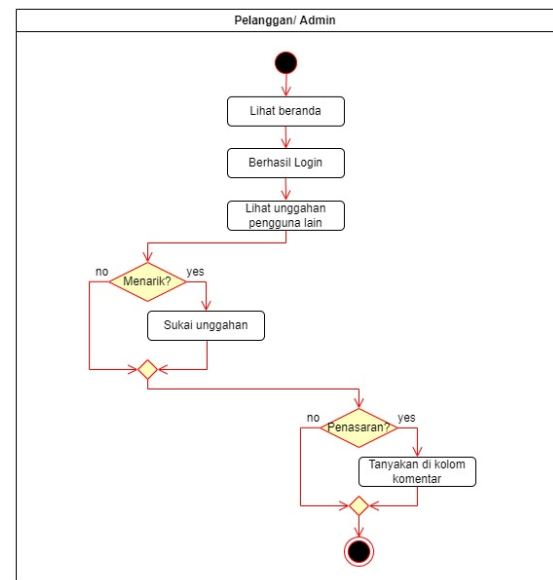 Pelanggan/ Admin
Lihat beranda
Berhasil Login
Lihat unggahan
pengguna lain
no
yes
Menarik?
Sukai unggahan
no
yes
Penasaran?
Tanyakan di kolom
komentar